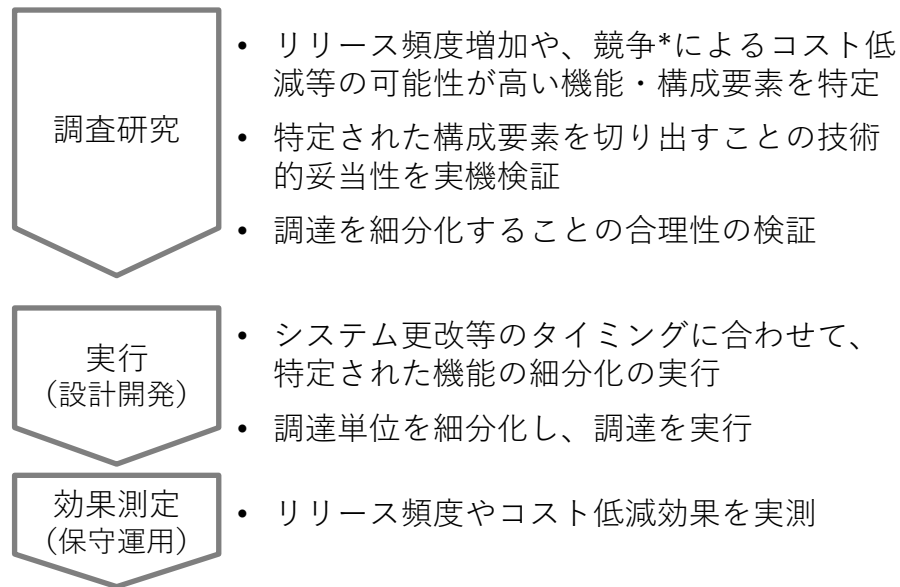 調査研究
• リリース頻度増加や、競争*によるコスト低
減等の可能性が高い機能・構成要素を特定
• 特定された構成要素を切り出すことの技術
的妥当性を実機検証
• 調達を細分化することの合理性の検証
実行
(設計開発)
• システム更改等のタイミングに合わせて、
特定された機能の細分化の実行
• 調達単位を細分化し、調達を実行
効果測定
(保守運用)
• リリース頻度やコスト低減効果を実測